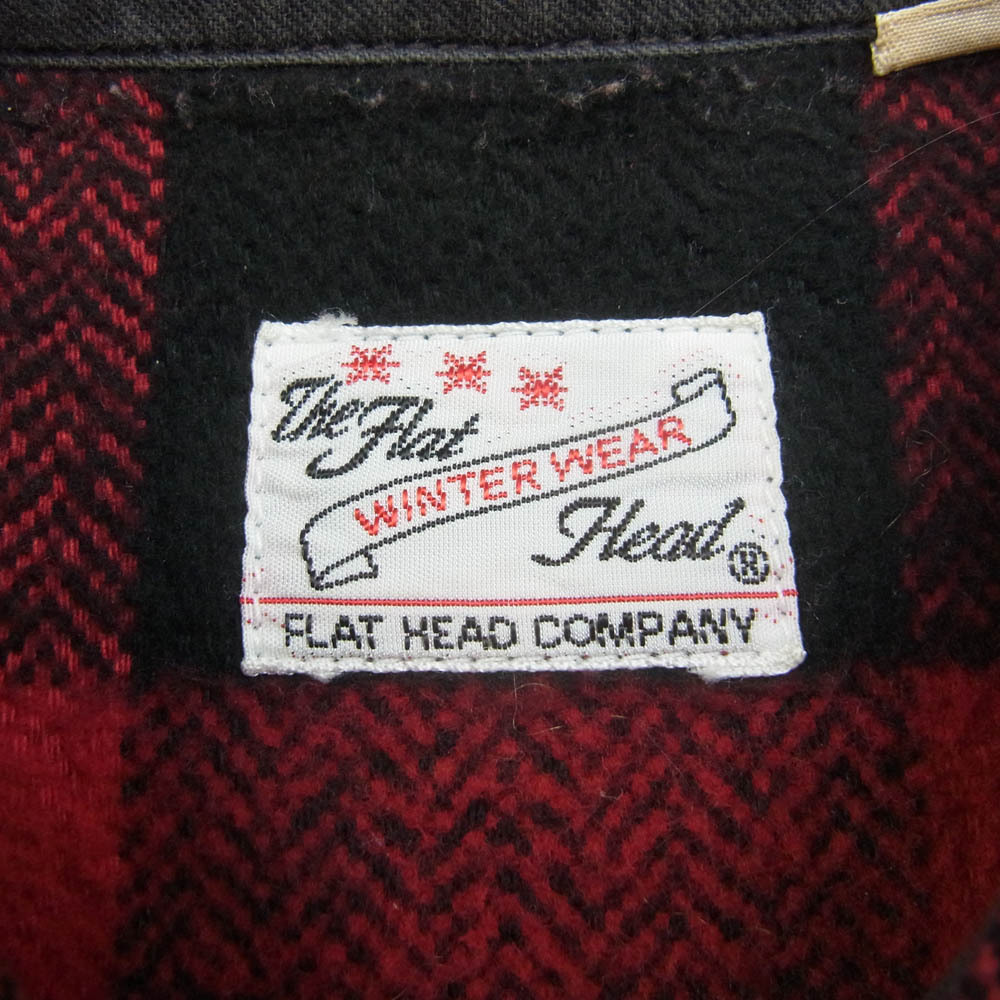 The Flat
WINTER WEAR
Head ®
FLAT HEAD COMPANY